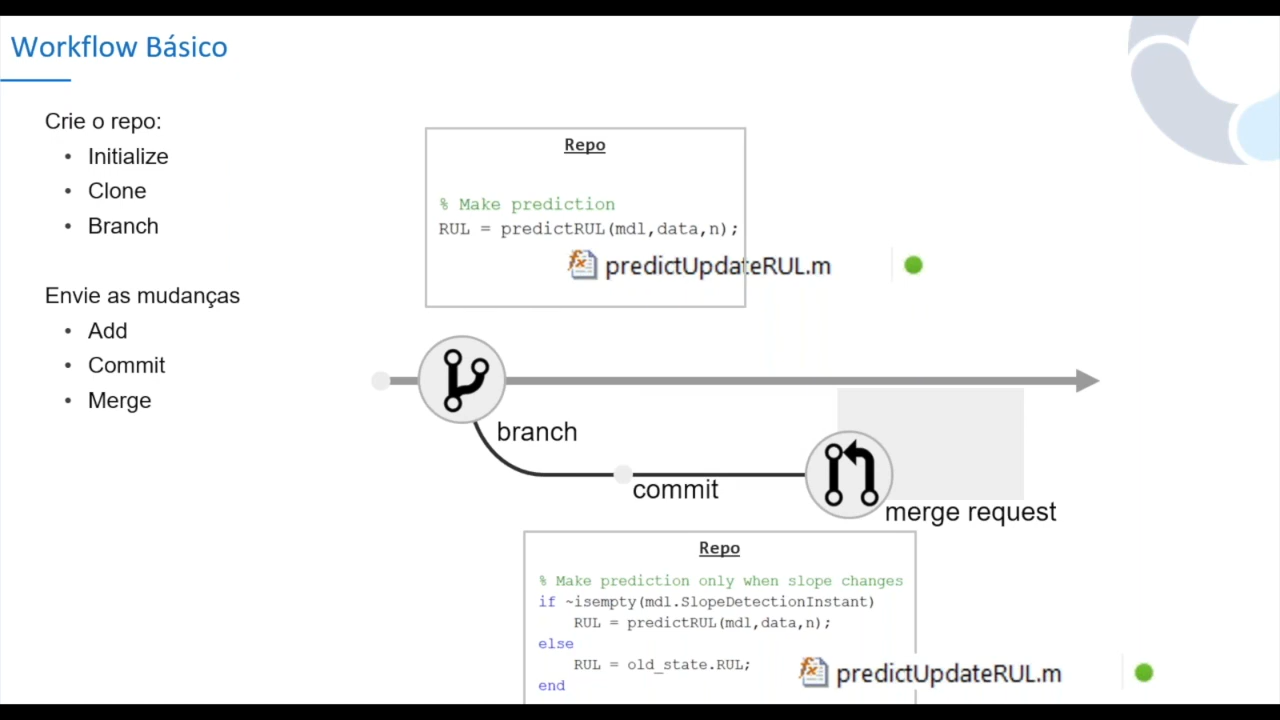 Workflow Básico
Crie o repo:
• Initialize
• Clone
• Branch
Envie as mudanças
• Add
• Commit
• Merge
Repo
% Make prediction
RUL = predictRUL(mdl,data,n);
predictUpdateRUL.m
branch
commit
merge request
Repo
% Make prediction only when slope changes
if ~isempty(mdl.SlopeDetectionInstant)
    RUL = predictRUL(mdl,data,n);
else
    RUL = old_state.RUL;
end
predictUpdateRUL.m